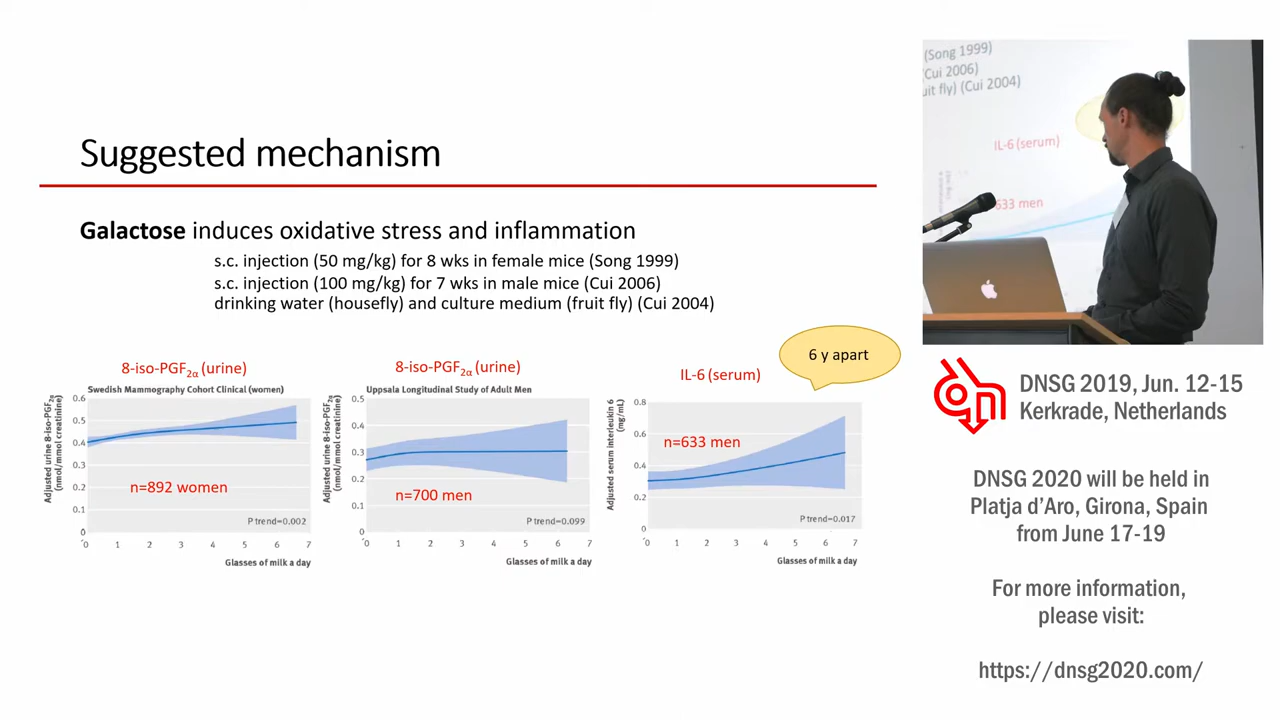 Suggested mechanism
Galactose induces oxidative stress and inflammation
s.c. injection (50 mg/kg) for 8 wks in female mice (Song 1999)
s.c. injection (100 mg/kg) for 7 wks in male mice (Cui 2006)
drinking water (housefly) and culture medium (fruit fly) (Cui 2004)
6 y apart
8-iso-PGF2α (urine)
Swedish Mammography Cohort Clinical (women)
Adjusted urine 8-iso-PGF2α
(nmol/mmol creatinine)
0.6
0.5
0.4
0.3
0.2
0.1
0
n=892 women
P trend=0.002
0 1 2 3 4 5 6 7
Glasses of milk a day
8-iso-PGF2α (urine)
Uppsala Longitudinal Study of Adult Men
Adjusted urine 8-iso-PGF2α
(nmol/mmol creatinine)
0.5
0.4
0.3
0.2
0.1
0
n=700 men
P trend=0.099
0 1 2 3 4 5 6 7
Glasses of milk a day
IL-6 (serum)
Adjusted serum interleukin 6
(mg/mL)
0.8
0.6
0.4
0.2
0
n=633 men
P trend=0.017
0 1 2 3 4 5 6 7
Glasses of milk a day
(Song 1999)
(Cui 2006)
uit fly) (Cui 2004)
IL-6 (serum)
633 men
DNSG 2019, Jun. 12-15
Kerkrade, Netherlands
DNSG 2020 will be held in
Platja d’Aro, Girona, Spain
from June 17-19
For more information,
please visit:
https://dnsg2020.com/